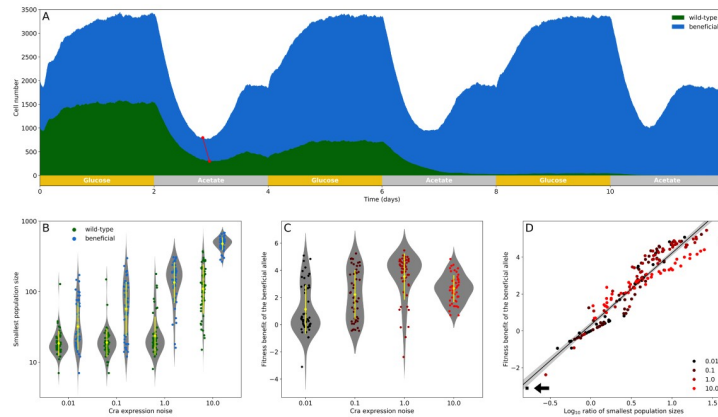 A
wild-type
beneficial
3500
3000
2500
2000
1500
1000
500
0
Cell number
Glucose
Acetate
Glucose
Acetate
Glucose
Acetate
0
2
4
6
8
10
Time (days)
B
wild-type
beneficial
1000
100
10
Smallest population size
0.01
0.1
1.0
10.0
Cra expression noise
C
6
4
2
0
−2
−4
Fitness benefit of the beneficial allele
0.01
0.1
1.0
10.0
Cra expression noise
D
4
2
0
−2
Fitness benefit of the beneficial allele
0.01
0.1
1.0
10.0
−0.5
0.0
0.5
1.0
1.5
Log₁₀ ratio of smallest population sizes